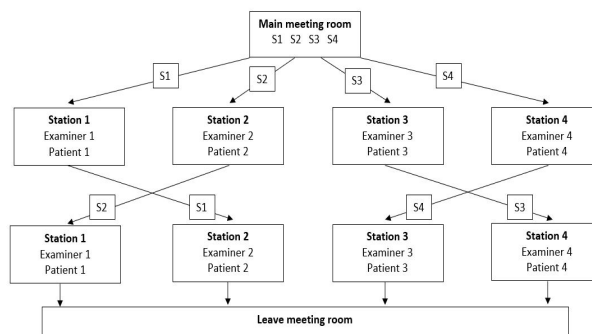 Main meeting room
S1 S2 S3 S4
S1
S2
S3
S4
Station 1
Examiner 1
Patient 1
Station 2
Examiner 2
Patient 2
Station 3
Examiner 3
Patient 3
Station 4
Examiner 4
Patient 4
S2
S1
S4
S3
Station 1
Examiner 1
Patient 1
Station 2
Examiner 2
Patient 2
Station 3
Examiner 3
Patient 3
Station 4
Examiner 4
Patient 4
Leave meeting room